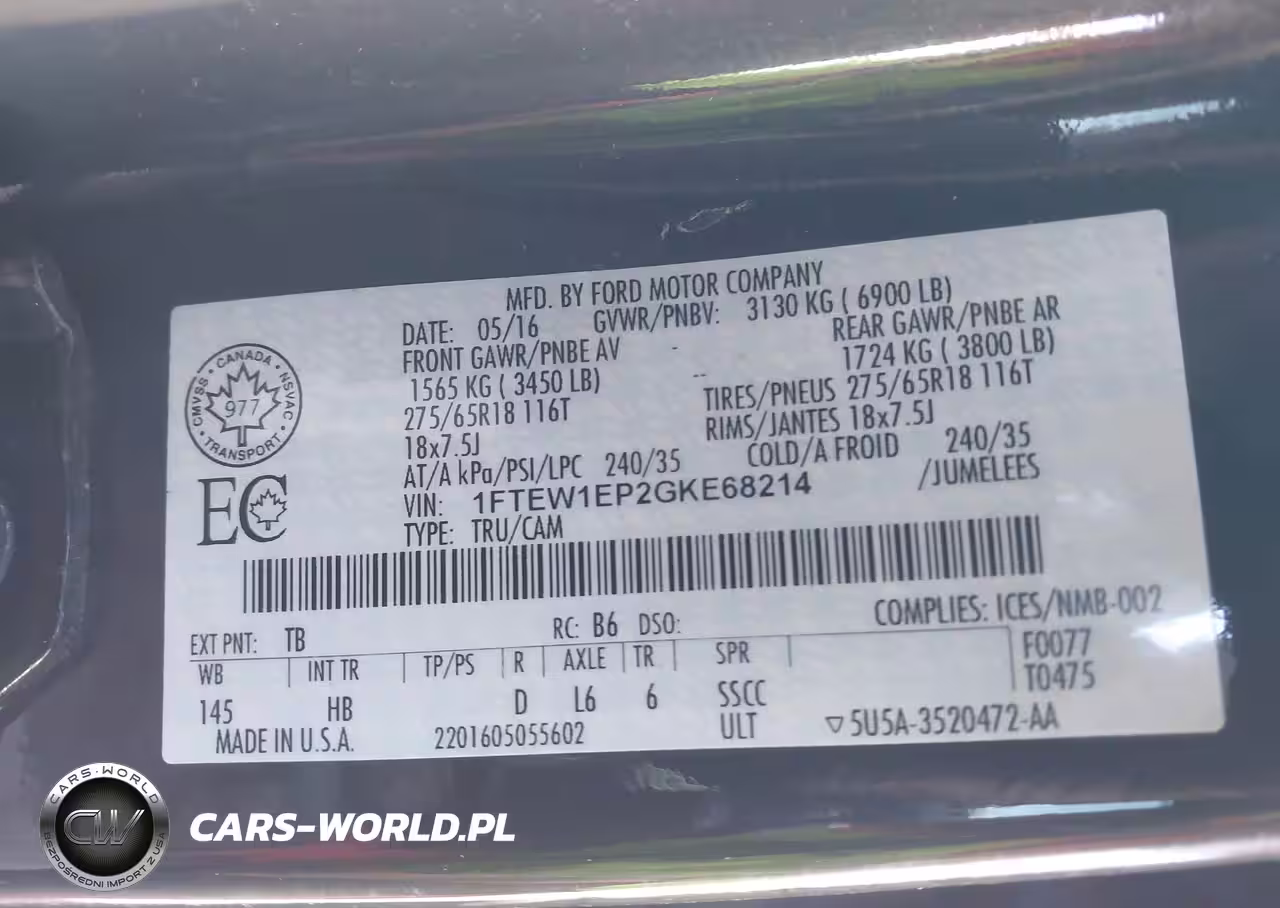 MFD. BY FORD MOTOR COMPANY
DATE: 05/16 GVWR/PNBV: 3130 KG ( 6900 LB)
FRONT GAWR/PNBE AV REAR GAWR/PNBE AR
1565 KG ( 3450 LB) 1724 KG ( 3800 LB)
275/65R18 116T TIRES/PNEUS 275/65R18 116T
18x7.5J RIMS/JANTES 18x7.5J
AT/A kPa/PSI/LPC 240/35 COLD/A FROID 240/35
VIN: 1FTEW1EP2GKE68214 /JUMELEES
TYPE: TRU/CAM
CANADA
CMVSS NSVAC
977
TRANSPORT
EC
COMPLIES: ICES/NMB-002
EXT PNT: TB RC: B6 DSO:
WB INT TR TP/PS R AXLE TR SPR F0077
T0475
145 HB D L6 6 SSCC
MADE IN U.S.A. 2201605055602 ULT ▽5U5A-3520472-AA
CARS-WORLD
CW
BEZPOŚREDNI IMPORT Z USA
CARS-WORLD.PL